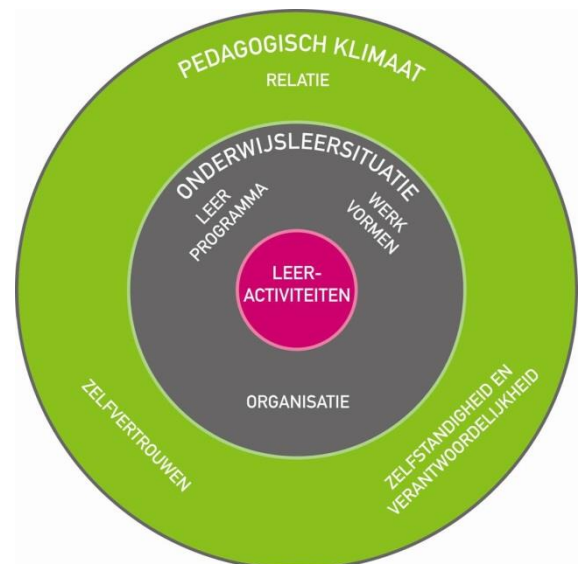 PEDAGOGISCH KLIMAAT
RELATIE
ONDERWIJSLEERSITUATIE
LEER
PROGRAMMA
WERK
VORMEN
LEER-
ACTIVITEITEN
ORGANISATIE
ZELFVERTROUWEN
ZELFSTANDIGHEID EN
VERANTWOORDELIJKHEID